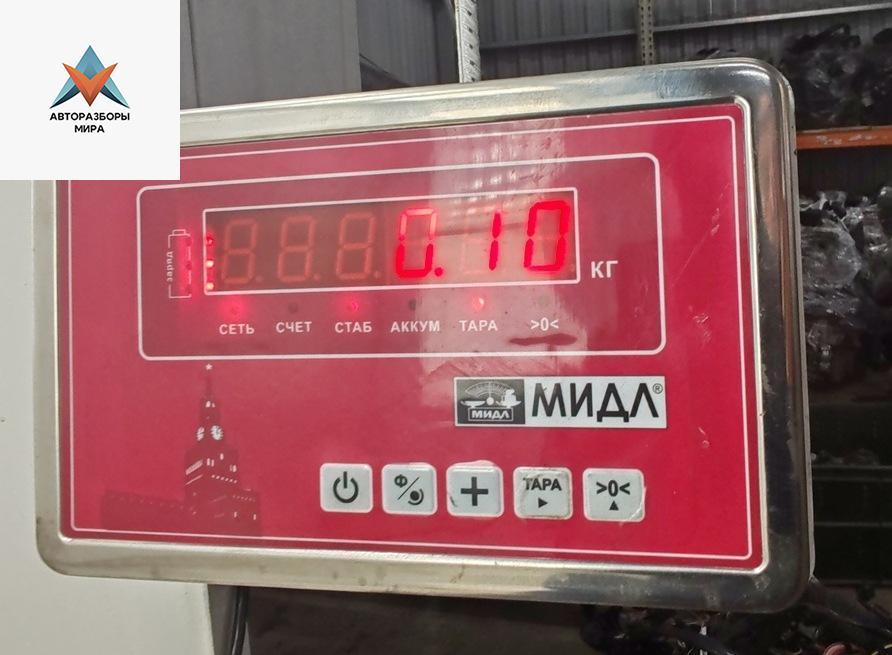 АВТОРАЗБОРЫ
МИРА
заряд
0.10
КГ
СЕТЬ СЧЕТ СТАБ АККУМ ТАРА >0<
МИДЛ МИДЛ®
Ф
ТАРА >0<